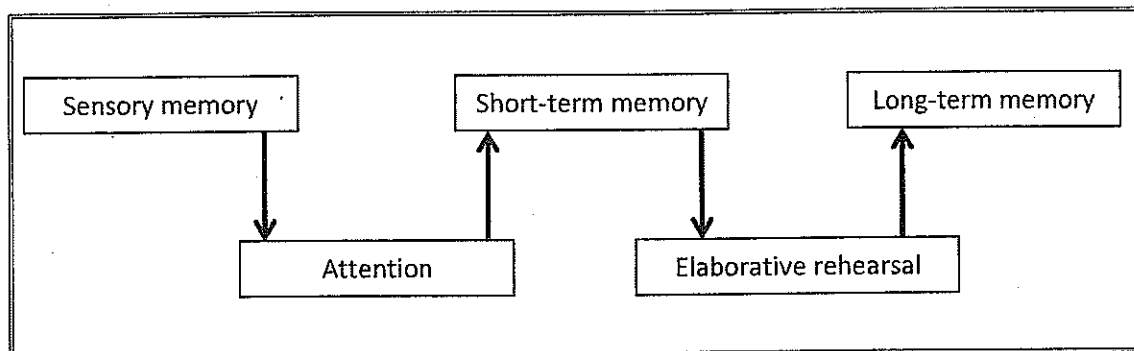 Sensory memory
Short-term memory
Long-term memory
Attention
Elaborative rehearsal